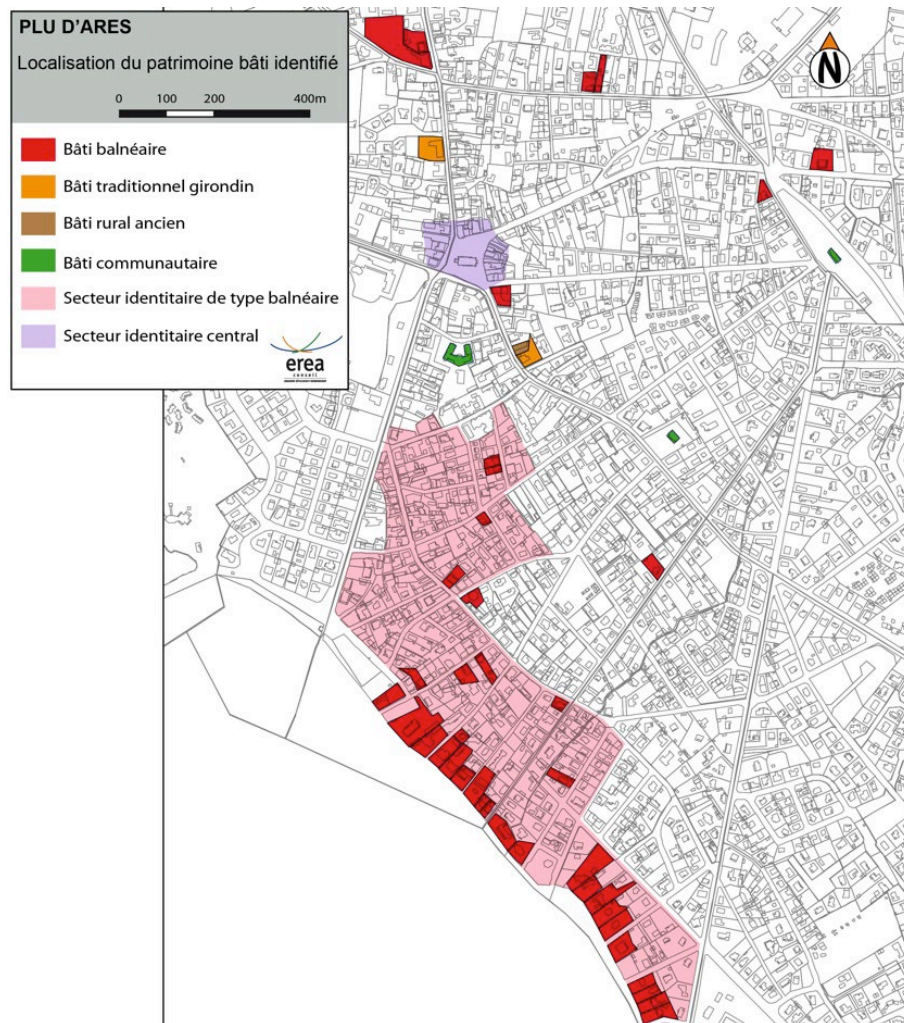 PLU D'ARES
Localisation du patrimoine bâti identifié
0 100 200 400m
Bâti balnéaire
Bâti traditionnel girondin
Bâti rural ancien
Bâti communautaire
Secteur identitaire de type balnéaire
Secteur identitaire central
erea
conseil
N